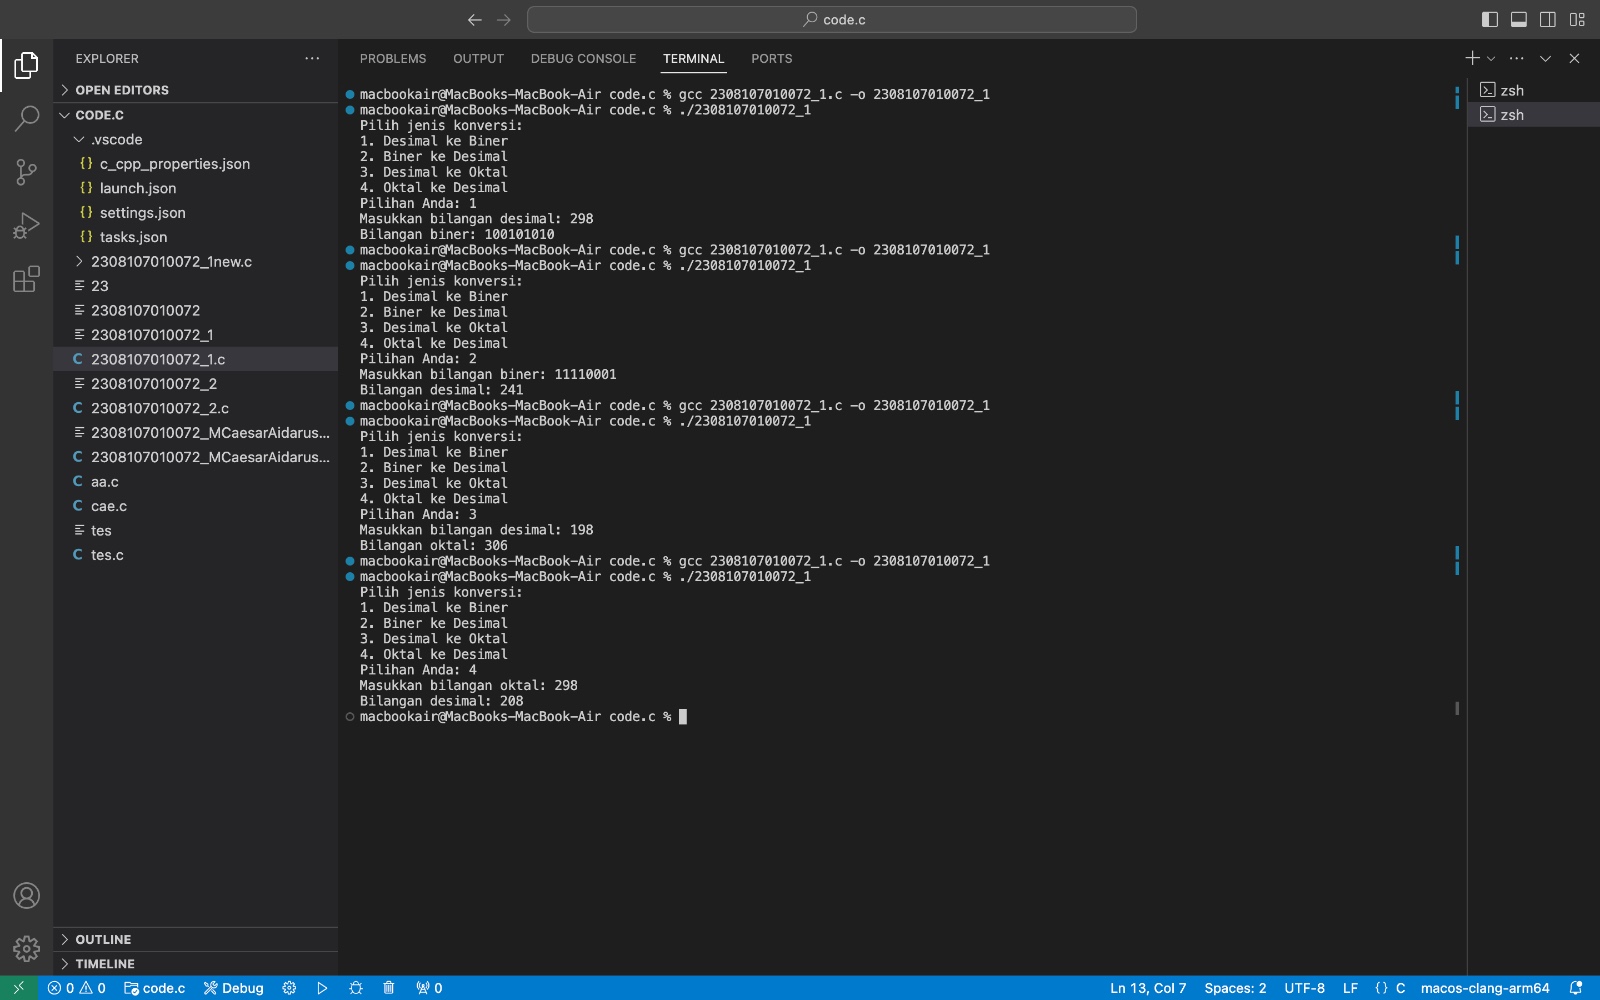 code.c
EXPLORER
OPEN EDITORS
CODE.C
.vscode
{} c_cpp_properties.json
{} launch.json
{} settings.json
{} tasks.json
2308107010072_1new.c
23
2308107010072
2308107010072_1
C 2308107010072_1.c
2308107010072_2
C 2308107010072_2.c
2308107010072_MCaesarAidarus...
C 2308107010072_MCaesarAidarus...
C aa.c
C cae.c
tes
C tes.c
OUTLINE
TIMELINE
PROBLEMS OUTPUT DEBUG CONSOLE TERMINAL PORTS
macbookair@MacBooks-MacBook-Air code.c % gcc 2308107010072_1.c -o 2308107010072_1
macbookair@MacBooks-MacBook-Air code.c % ./2308107010072_1
Pilih jenis konversi:
1. Desimal ke Biner
2. Biner ke Desimal
3. Desimal ke Oktal
4. Oktal ke Desimal
Pilihan Anda: 1
Masukkan bilangan desimal: 298
Bilangan biner: 100101010
macbookair@MacBooks-MacBook-Air code.c % gcc 2308107010072_1.c -o 2308107010072_1
macbookair@MacBooks-MacBook-Air code.c % ./2308107010072_1
Pilih jenis konversi:
1. Desimal ke Biner
2. Biner ke Desimal
3. Desimal ke Oktal
4. Oktal ke Desimal
Pilihan Anda: 2
Masukkan bilangan biner: 11110001
Bilangan desimal: 241
macbookair@MacBooks-MacBook-Air code.c % gcc 2308107010072_1.c -o 2308107010072_1
macbookair@MacBooks-MacBook-Air code.c % ./2308107010072_1
Pilih jenis konversi:
1. Desimal ke Biner
2. Biner ke Desimal
3. Desimal ke Oktal
4. Oktal ke Desimal
Pilihan Anda: 3
Masukkan bilangan desimal: 198
Bilangan oktal: 306
macbookair@MacBooks-MacBook-Air code.c % gcc 2308107010072_1.c -o 2308107010072_1
macbookair@MacBooks-MacBook-Air code.c % ./2308107010072_1
Pilih jenis konversi:
1. Desimal ke Biner
2. Biner ke Desimal
3. Desimal ke Oktal
4. Oktal ke Desimal
Pilihan Anda: 4
Masukkan bilangan oktal: 298
Bilangan desimal: 208
macbookair@MacBooks-MacBook-Air code.c %
zsh
zsh
0 0 code.c Debug 0 Ln 13, Col 7 Spaces: 2 UTF-8 LF {} C macos-clang-arm64